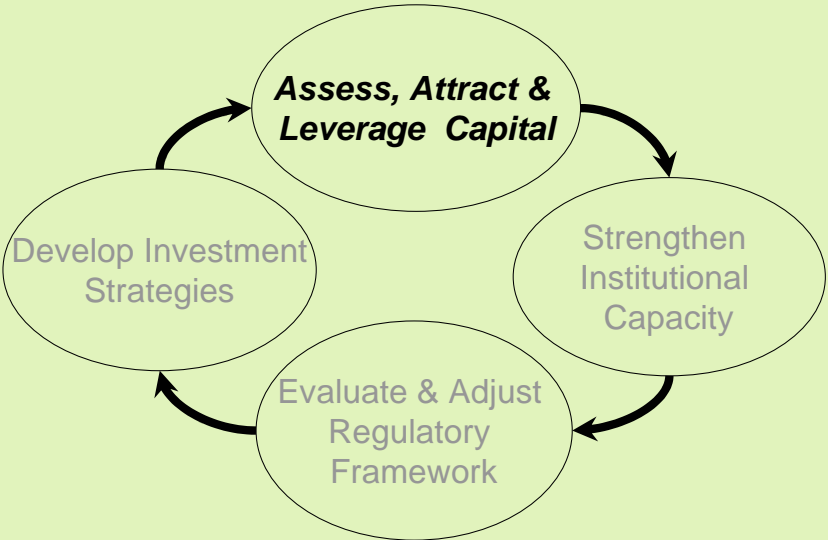 Assess, Attract &
Leverage Capital
Strengthen
Institutional
Capacity
Evaluate & Adjust
Regulatory
Framework
Develop Investment
Strategies